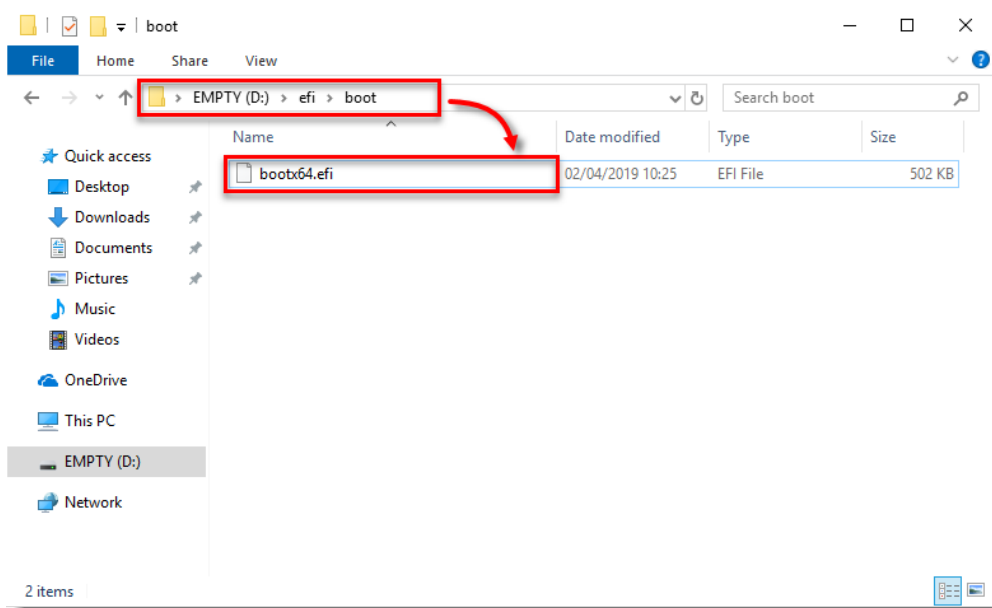 boot
File Home Share View
EMPTY (D:) > efi > boot Search boot
Name Date modified Type Size
bootx64.efi 02/04/2019 10:25 EFI File 502 KB
Quick access
Desktop
Downloads
Documents
Pictures
Music
Videos
OneDrive
This PC
EMPTY (D:)
Network
2 items